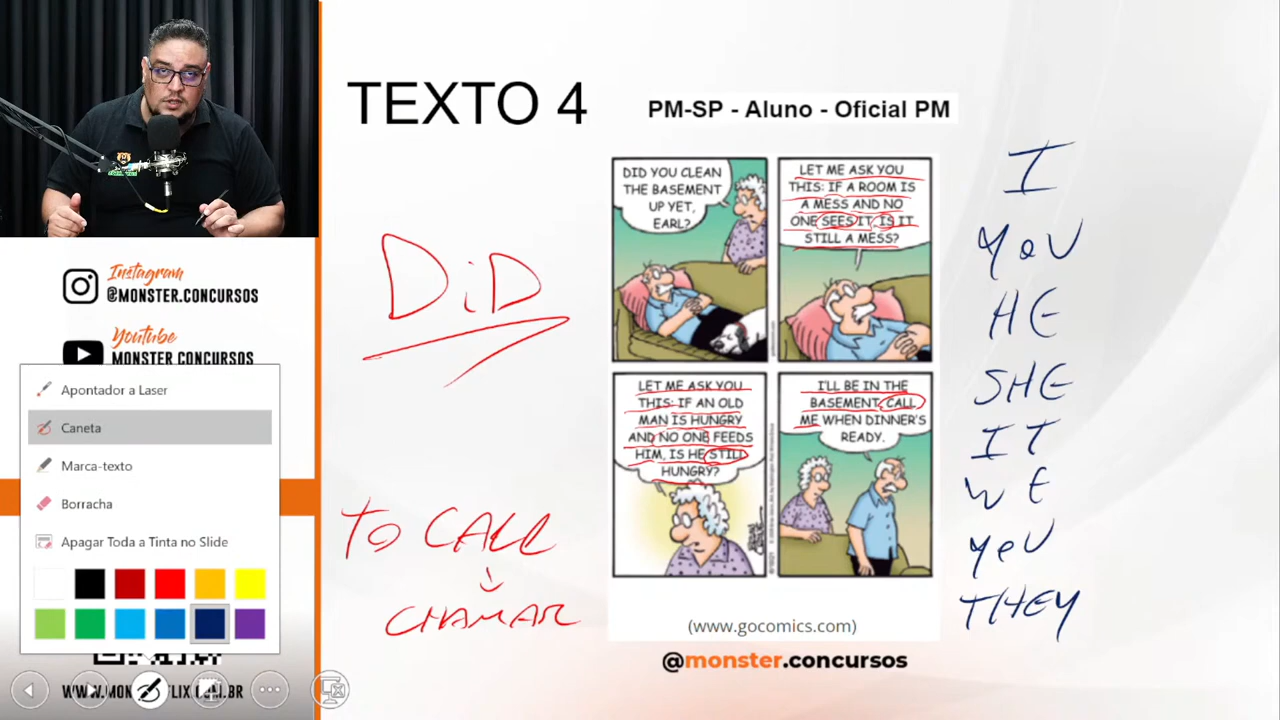 TEXTO 4
PM-SP - Aluno - Oficial PM
DID YOU CLEAN
THE BASEMENT
UP YET,
EARL?
LET ME ASK YOU
THIS: IF A ROOM IS
A MESS AND NO
ONE SEES IT, IS IT
STILL A MESS?
LET ME ASK YOU
THIS: IF AN OLD
MAN IS HUNGRY
AND NO ONE FEEDS
HIM, IS HE STILL
HUNGRY?
I'LL BE IN THE
BASEMENT. CALL
ME WHEN DINNER'S
READY.
(www.gocomics.com)
@monster.concursos
DiD
TO CALL
CHAMAR
I
YOU
HE
SHE
IT
WE
YOU
THEY
Instagram
@MONSTER.CONCURSOS
Youtube
MONSTER CONCURSOS
Apontador a Laser
Caneta
Marca-texto
Borracha
Apagar Toda a Tinta no Slide